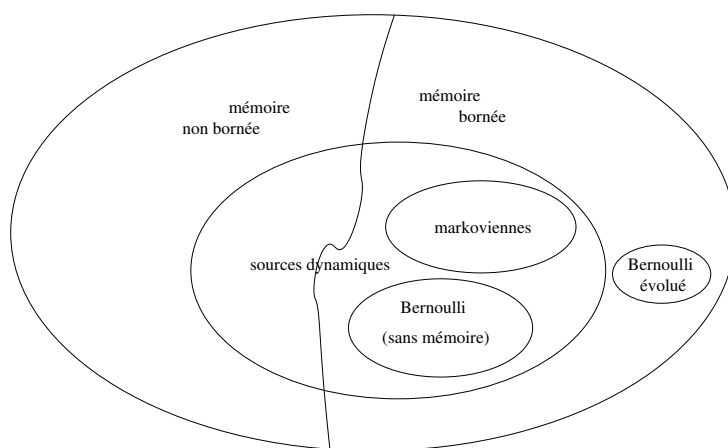 mémoire
non bornée
mémoire
bornée
markoviennes
sources dynamiques
Bernoulli
évolué
Bernoulli
(sans mémoire)